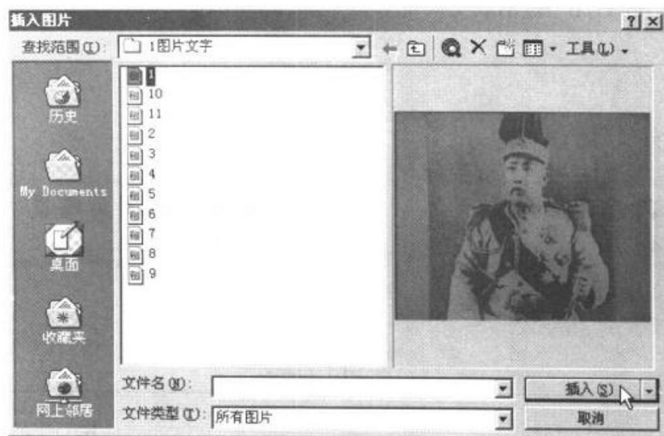 插入图片
查找范围(I):
1图片文字
工具(L)
历史
My Documents
桌面
收藏夹
网上邻居
1
10
11
2
3
4
5
6
7
8
9
文件名(N):
插入(S)
文件类型(T):
所有图片
取消